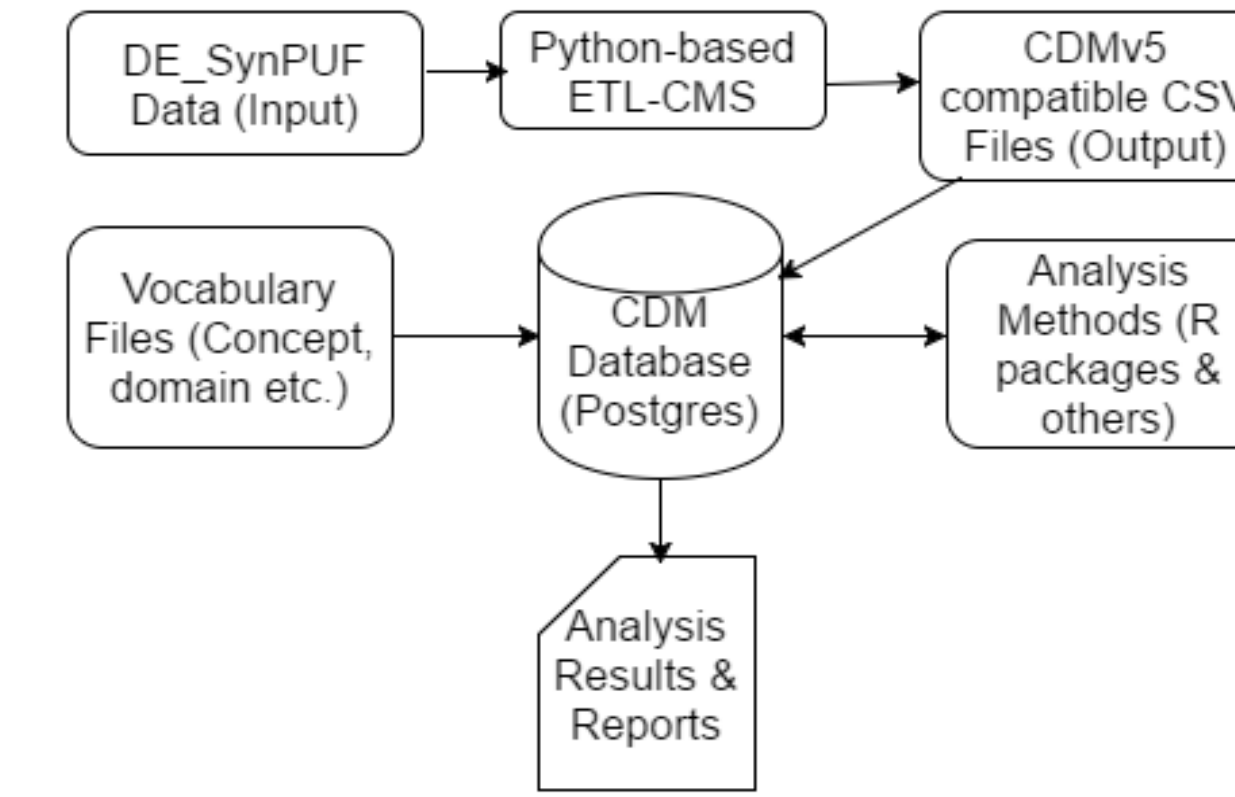 DE_SynPUF
Data (Input)
Python-based
ETL-CMS
CDMv5
compatible CSV
Files (Output)
Vocabulary
Files (Concept,
domain etc.)
CDM
Database
(Postgres)
Analysis
Methods (R
packages &
others)
Analysis
Results &
Reports